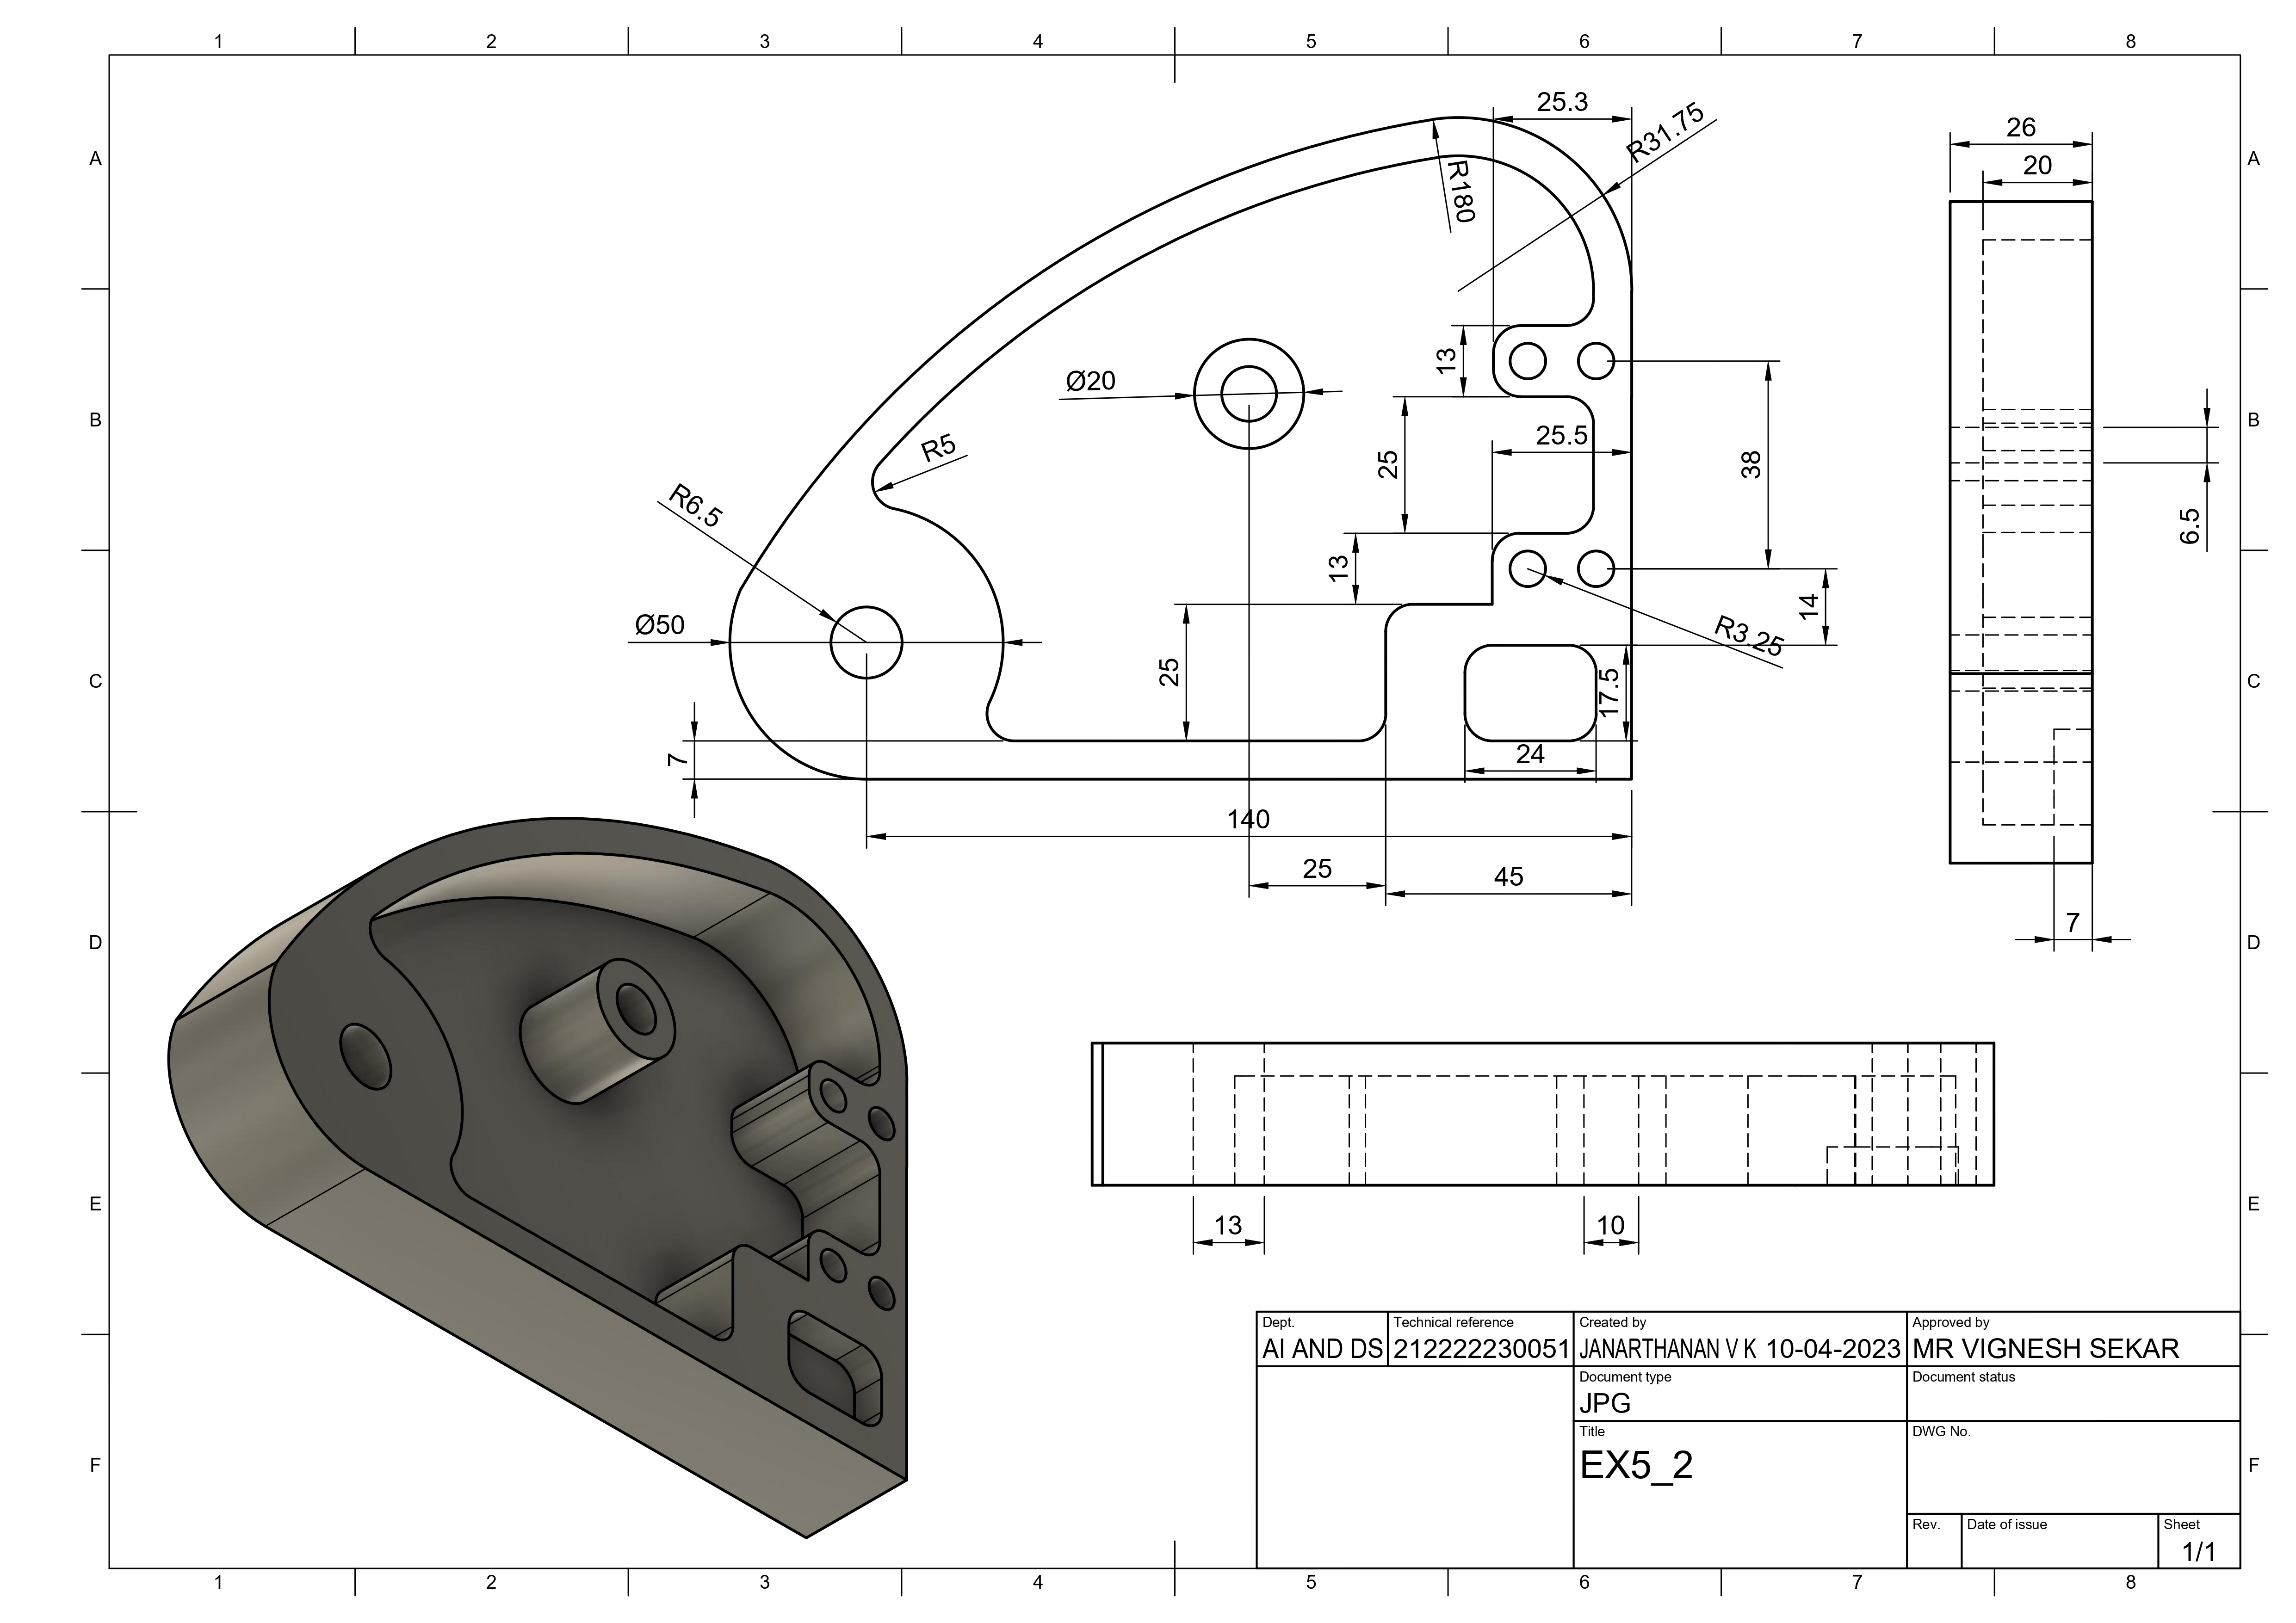 1 2 3 4 5 6 7 8
A A
B B
C C
D D
E E
F F
25.3
R31.75
R180
26
20
13
Ø20
25.5
25
38
R5
R6.5
6.5
13
14
Ø50
R3.25
25
17.5
7
24
140
25
45
7
13
10
Dept. Technical reference Created by Approved by
AI AND DS 212222230051 JANARTHANAN V K 10-04-2023 MR VIGNESH SEKAR
Document type Document status
JPG
Title DWG No.
EX5_2
Rev. Date of issue Sheet
1/1
1 2 3 4 5 6 7 8